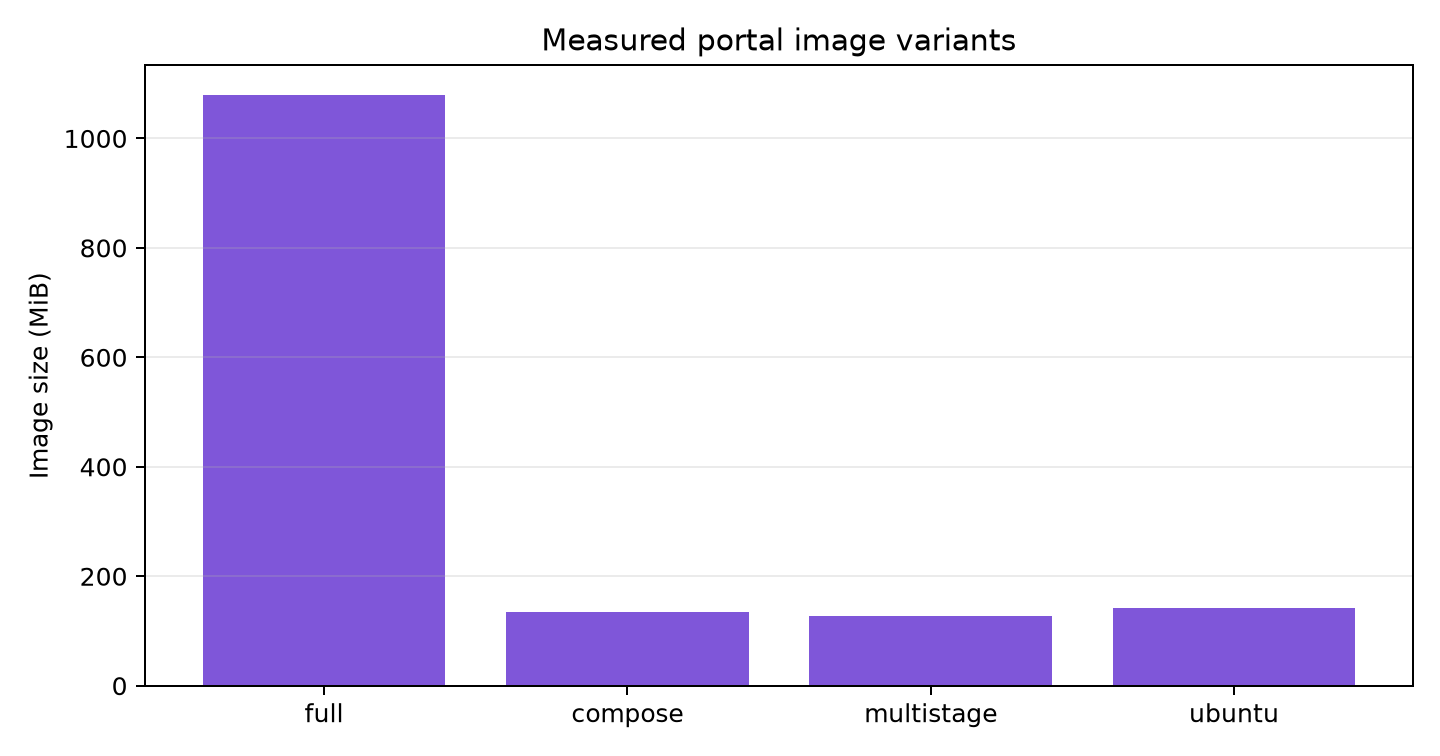 Measured portal image variants
Image size (MiB)
1000
800
600
400
200
0
full
compose
multistage
ubuntu